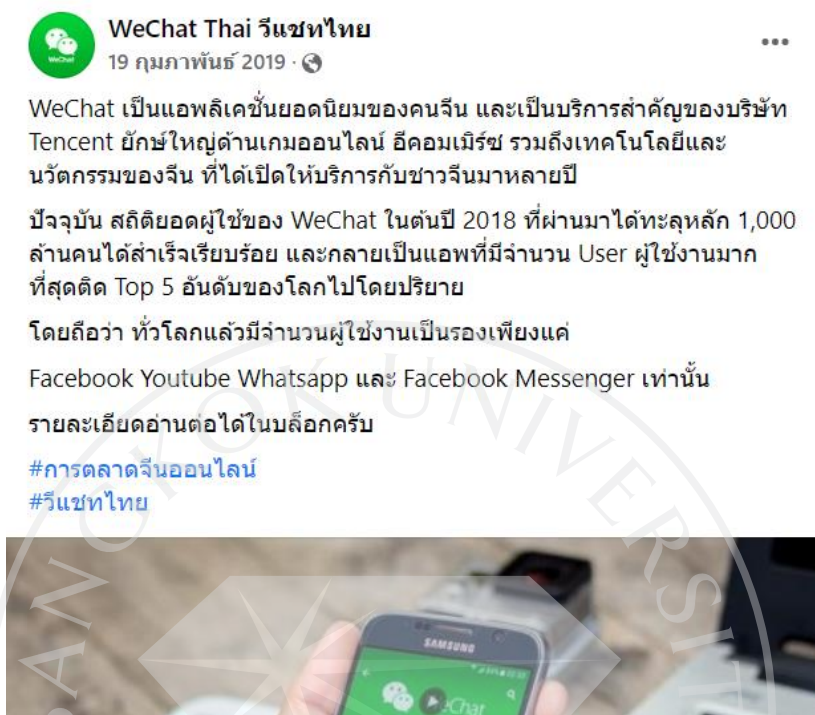 WeChat Thai วีแชทไทย
19 กุมภาพันธ์ 2019 ·
WeChat เป็นแอพลิเคชั่นยอดนิยมของคนจีน และเป็นบริการสำคัญของบริษัท
Tencent ยักษ์ใหญ่ด้านเกมออนไลน์ อีคอมเมิร์ซ รวมถึงเทคโนโลยีและ
นวัตกรรมของจีน ที่ได้เปิดให้บริการกับชาวจีนมาหลายปี
ปัจจุบัน สถิติยอดผู้ใช้ของ WeChat ในต้นปี 2018 ที่ผ่านมาได้ทะลุหลัก 1,000
ล้านคนได้สำเร็จเรียบร้อย และกลายเป็นแอพที่มีจำนวน User ผู้ใช้งานมาก
ที่สุดติด Top 5 อันดับของโลกไปโดยปริยาย
โดยถือว่า ทั่วโลกแล้วมีจำนวนผู้ใช้งานเป็นรองเพียงแค่
Facebook Youtube Whatsapp และ Facebook Messenger เท่านั้น
รายละเอียดอ่านต่อได้ในบล็อกครับ
#การตลาดจีนออนไลน์
#วีแชทไทย
WeChat
BANGKOK UNIVERSIT
SAMSUNG
WeChat